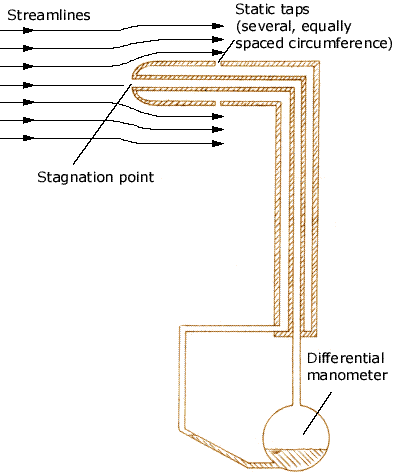 Streamlines
Static taps
(several, equally
spaced circumference)
Stagnation point
Differential
manometer